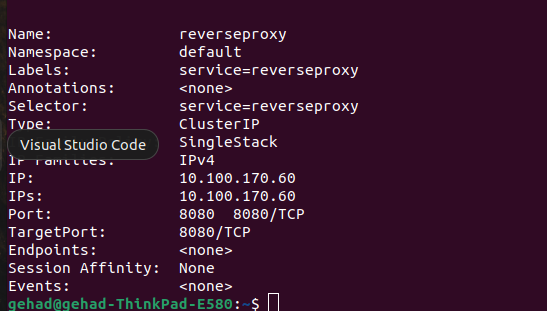 Name: reverseproxy
Namespace: default
Labels: service=reverseproxy
Annotations: <none>
Selector: service=reverseproxy
Type: ClusterIP
Visual Studio Code
SingleStack
IP Families: IPv4
IP: 10.100.170.60
IPs: 10.100.170.60
Port: 8080 8080/TCP
TargetPort: 8080/TCP
Endpoints: <none>
Session Affinity: None
Events: <none>
gehad@gehad-ThinkPad-E580:~$